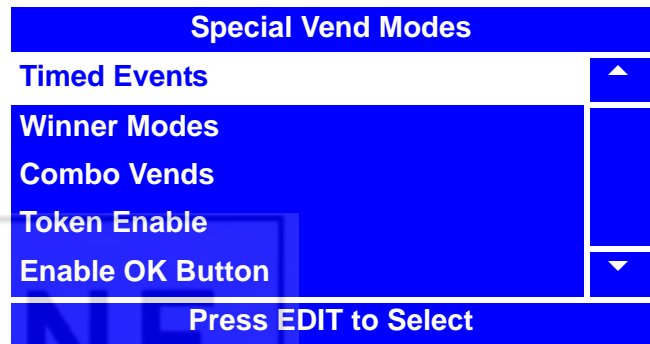 Special Vend Modes
Timed Events
Winner Modes
Combo Vends
Token Enable
Enable OK Button
Press EDIT to Select